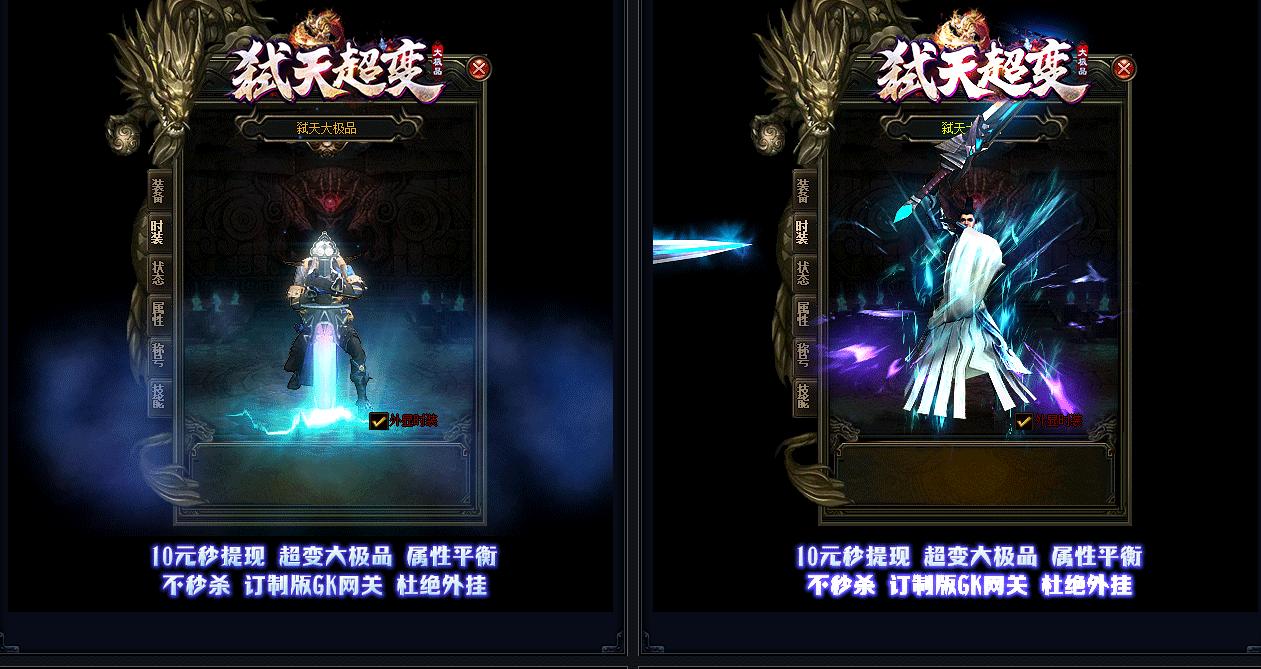 弑天超变
大极品
弑天大极品
装备
时装
状态
属性
称号
技能
外显时装
10元秒提现 超变大极品 属性平衡
不秒杀 订制版GK网关 杜绝外挂
弑天超变
大极品
弑天大
装备
时装
状态
属性
称号
技能
外显时装
10元秒提现 超变大极品 属性平衡
不秒杀 订制版GK网关 杜绝外挂